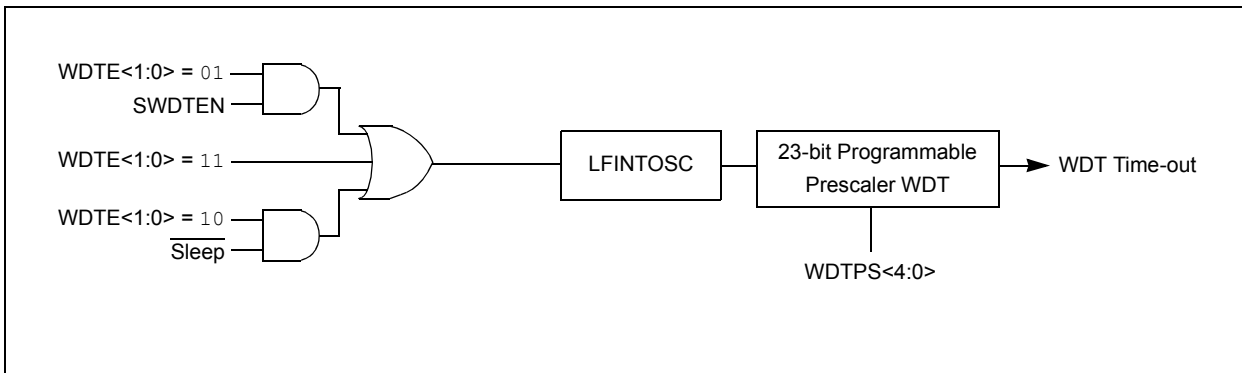 WDTE<1:0> = 01
SWDTEN
WDTE<1:0> = 11
WDTE<1:0> = 10
Sleep
LFINTOSC
23-bit Programmable
Prescaler WDT
WDT Time-out
WDTPS<4:0>